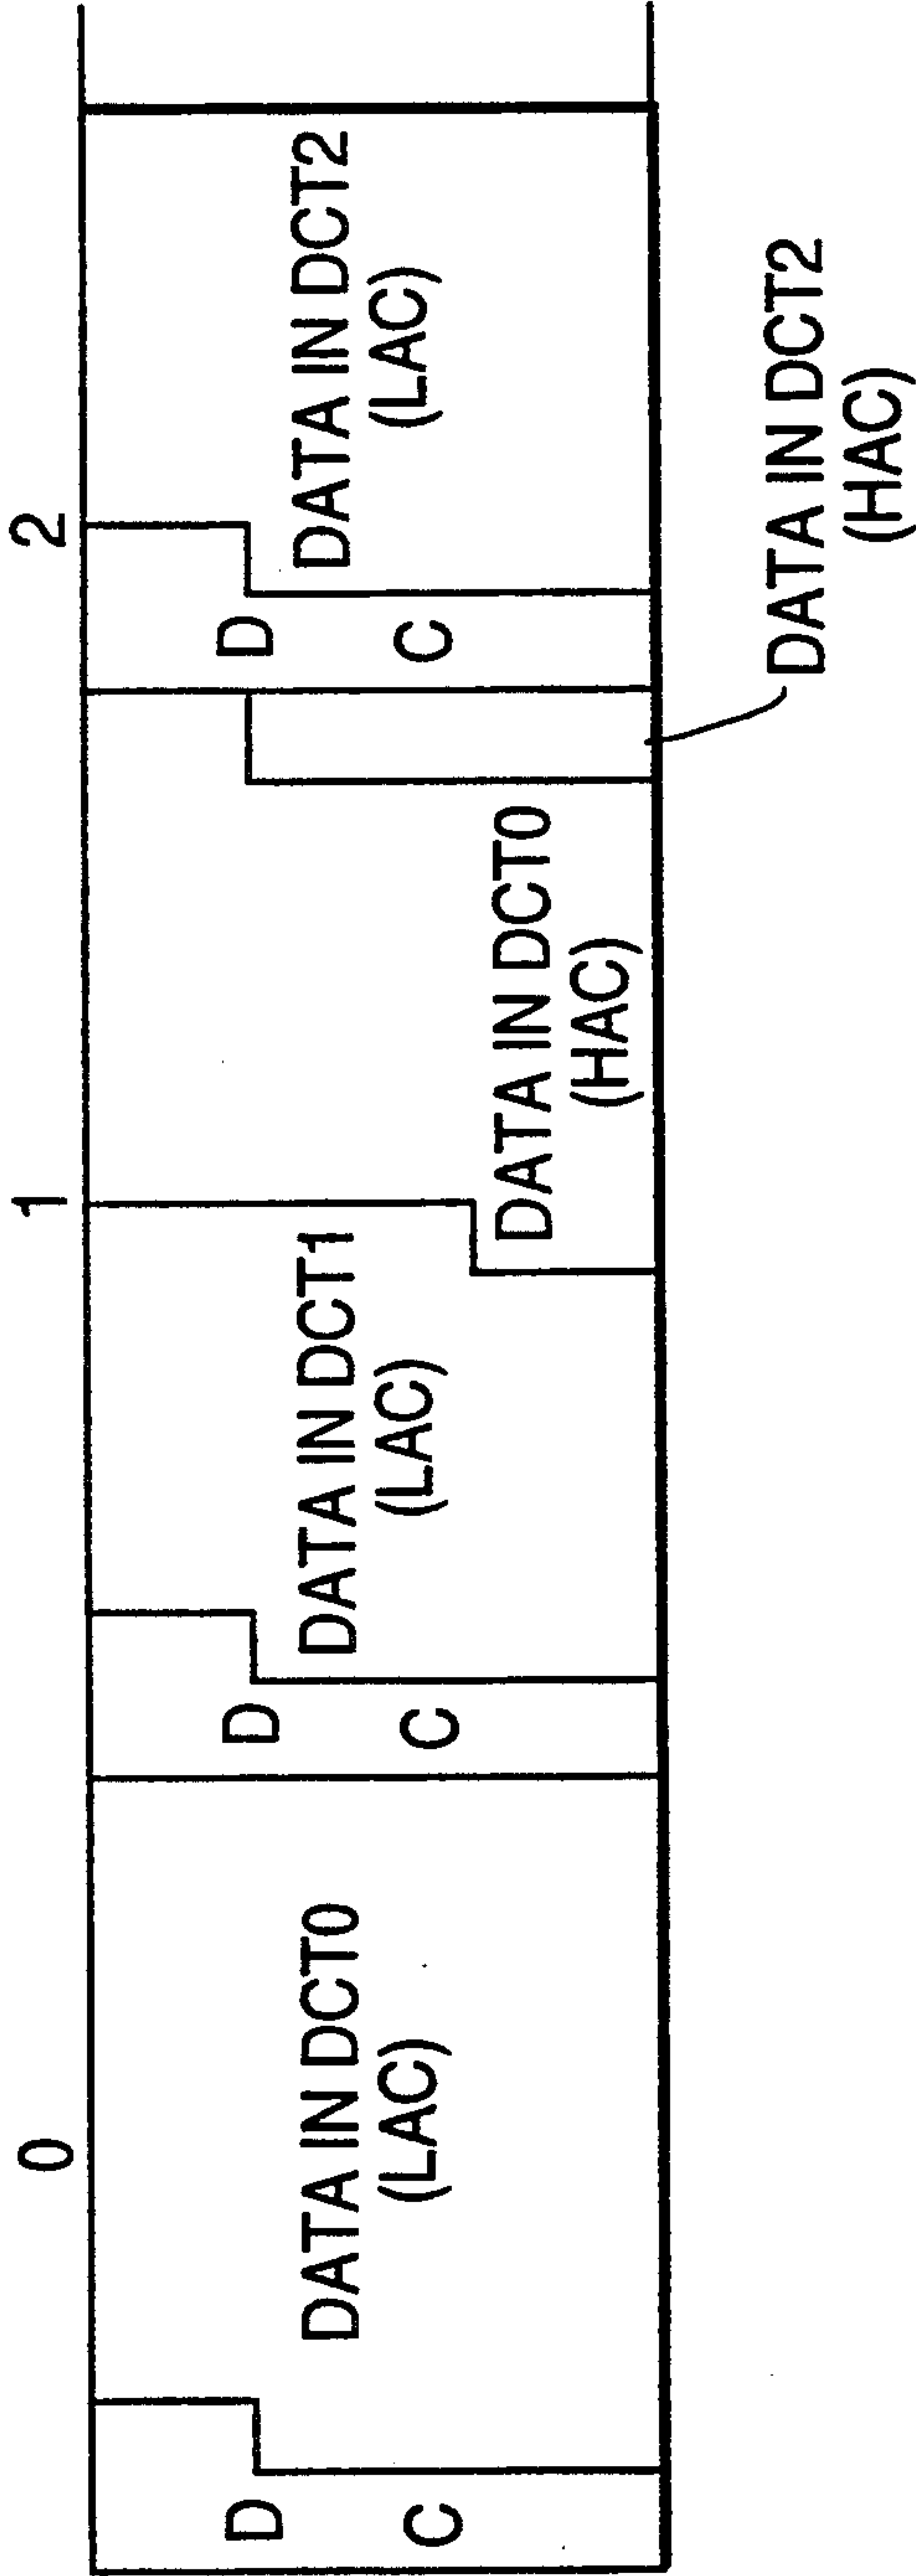 0
1
2
D
C
DATA IN DCT0
(LAC)
D
C
DATA IN DCT1
(LAC)
DATA IN DCT0
(HAC)
D
C
DATA IN DCT2
(LAC)
DATA IN DCT2
(HAC)